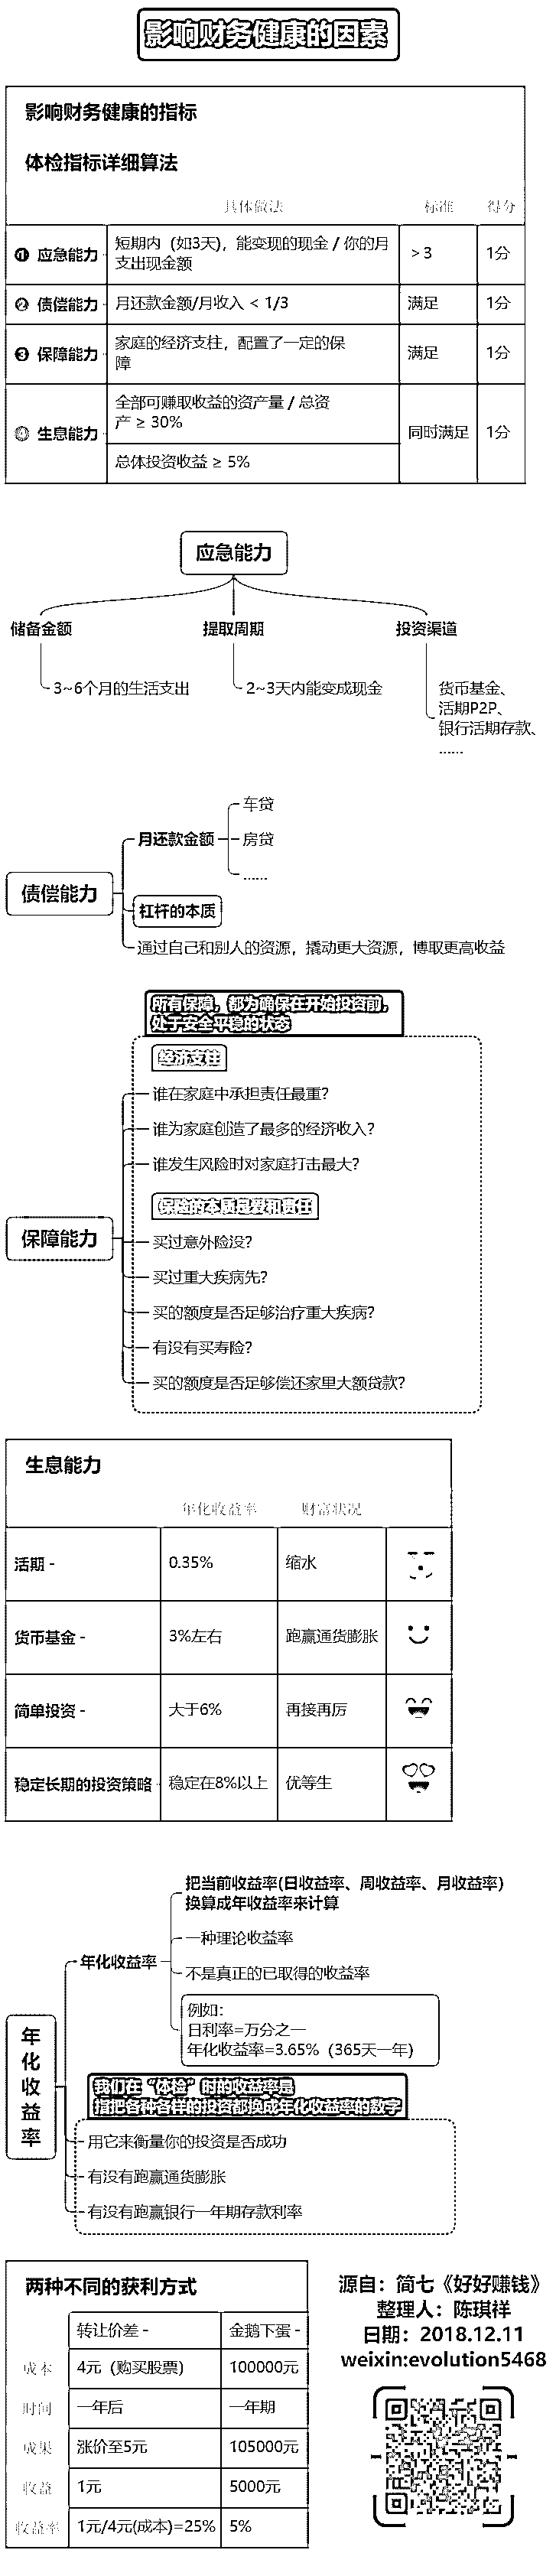 影响财务健康的因素
影响财务健康的指标
体检指标详细算法
具体做法 标准 得分
❶ 应急能力 短期内（如3天），能变现的现金 / 你的月
支出现金额 ＞3 1分
❷ 债偿能力 月还款金额/月收入 < 1/3 满足 1分
❸ 保障能力 家庭的经济支柱，配置了一定的保
障 满足 1分
❹ 生息能力 全部可赚取收益的资产量 / 总资
产 ≥ 30% 同时满足 1分
总体投资收益 ≥ 5%
应急能力
储备金额 提取周期 投资渠道
3~6个月的生活支出 2~3天内能变成现金 货币基金、
活期P2P、
银行活期存款、
......
债偿能力
月还款金额
车贷
房贷
......
杠杆的本质
通过自己和别人的资源，撬动更大资源，博取更高收益
所有保障，都为确保在开始投资前，
处于安全平稳的状态
保障能力
经济支柱
谁在家庭中承担责任最重？
谁为家庭创造了最多的经济收入？
谁发生风险时对家庭打击最大？
保险的本质是爱和责任
买过意外险没？
买过重大疾病先？
买的额度是否足够治疗重大疾病？
有没有买寿险？
买的额度是否足够偿还家里大额贷款？
生息能力
年化收益率 财富状况
活期 - 0.35% 缩水
货币基金 - 3%左右 跑赢通货膨胀
简单投资 - 大于6% 再接再厉
稳定长期的投资策略 - 稳定在8%以上 优等生
年化收益率
年化收益率
把当前收益率(日收益率、周收益率、月收益率)
换算成年收益率来计算
一种理论收益率
不是真正的已取得的收益率
例如：
日利率=万分之一
年化收益率=3.65%（365天一年）
我们在“体检”时的收益率是
指把各种各样的投资都换成年化收益率的数字
用它来衡量你的投资是否成功
有没有跑赢通货膨胀
有没有跑赢银行一年期存款利率
两种不同的获利方式
转让价差 - 金鹅下蛋 -
成本 4元（购买股票） 100000元
时间 一年后 一年期
成果 涨价至5元 105000元
收益 1元 5000元
收益率 1元/4元(成本)=25% 5%
源自：简七《好好赚钱》
整理人：陈琪祥
日期：2018.12.11
weixin:evolution5468